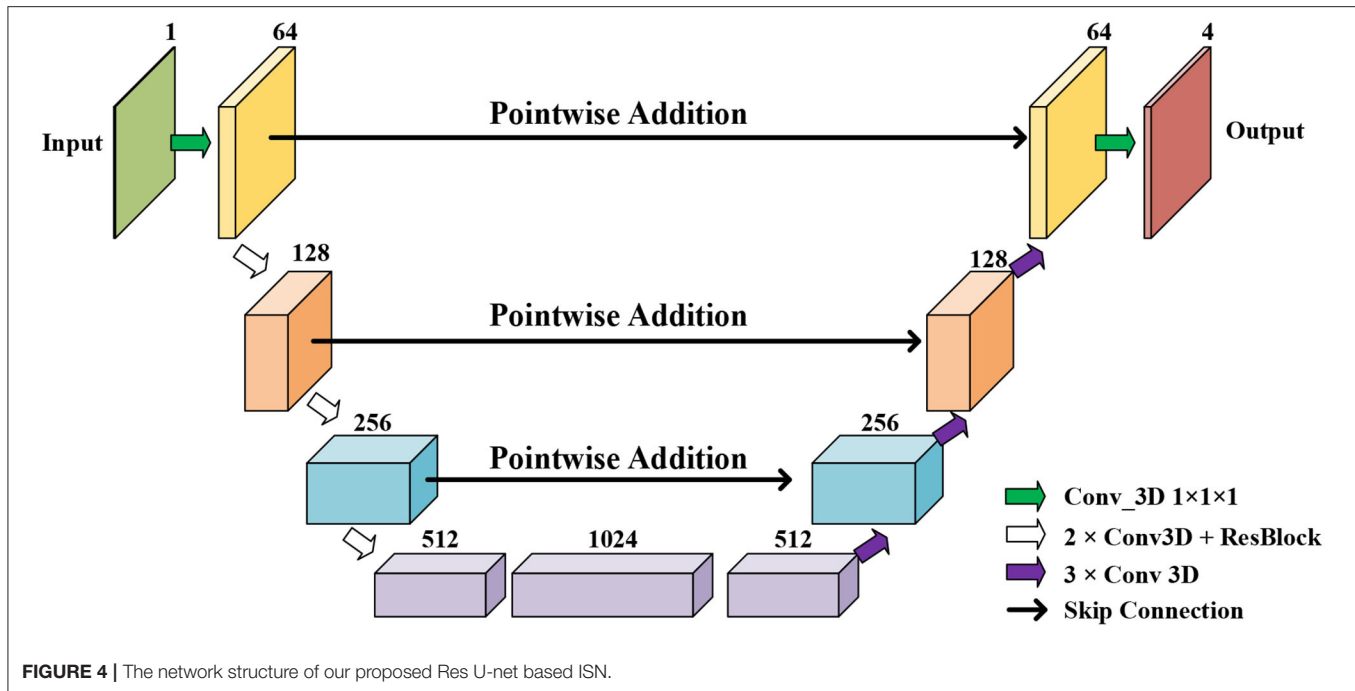 1
64
64
4
Input
Pointwise Addition
Output
128
128
Pointwise Addition
256
256
Pointwise Addition
512
1024
512
Conv_3D 1×1×1
2 × Conv3D + ResBlock
3 × Conv 3D
Skip Connection
FIGURE 4 | The network structure of our proposed Res U-net based ISN.